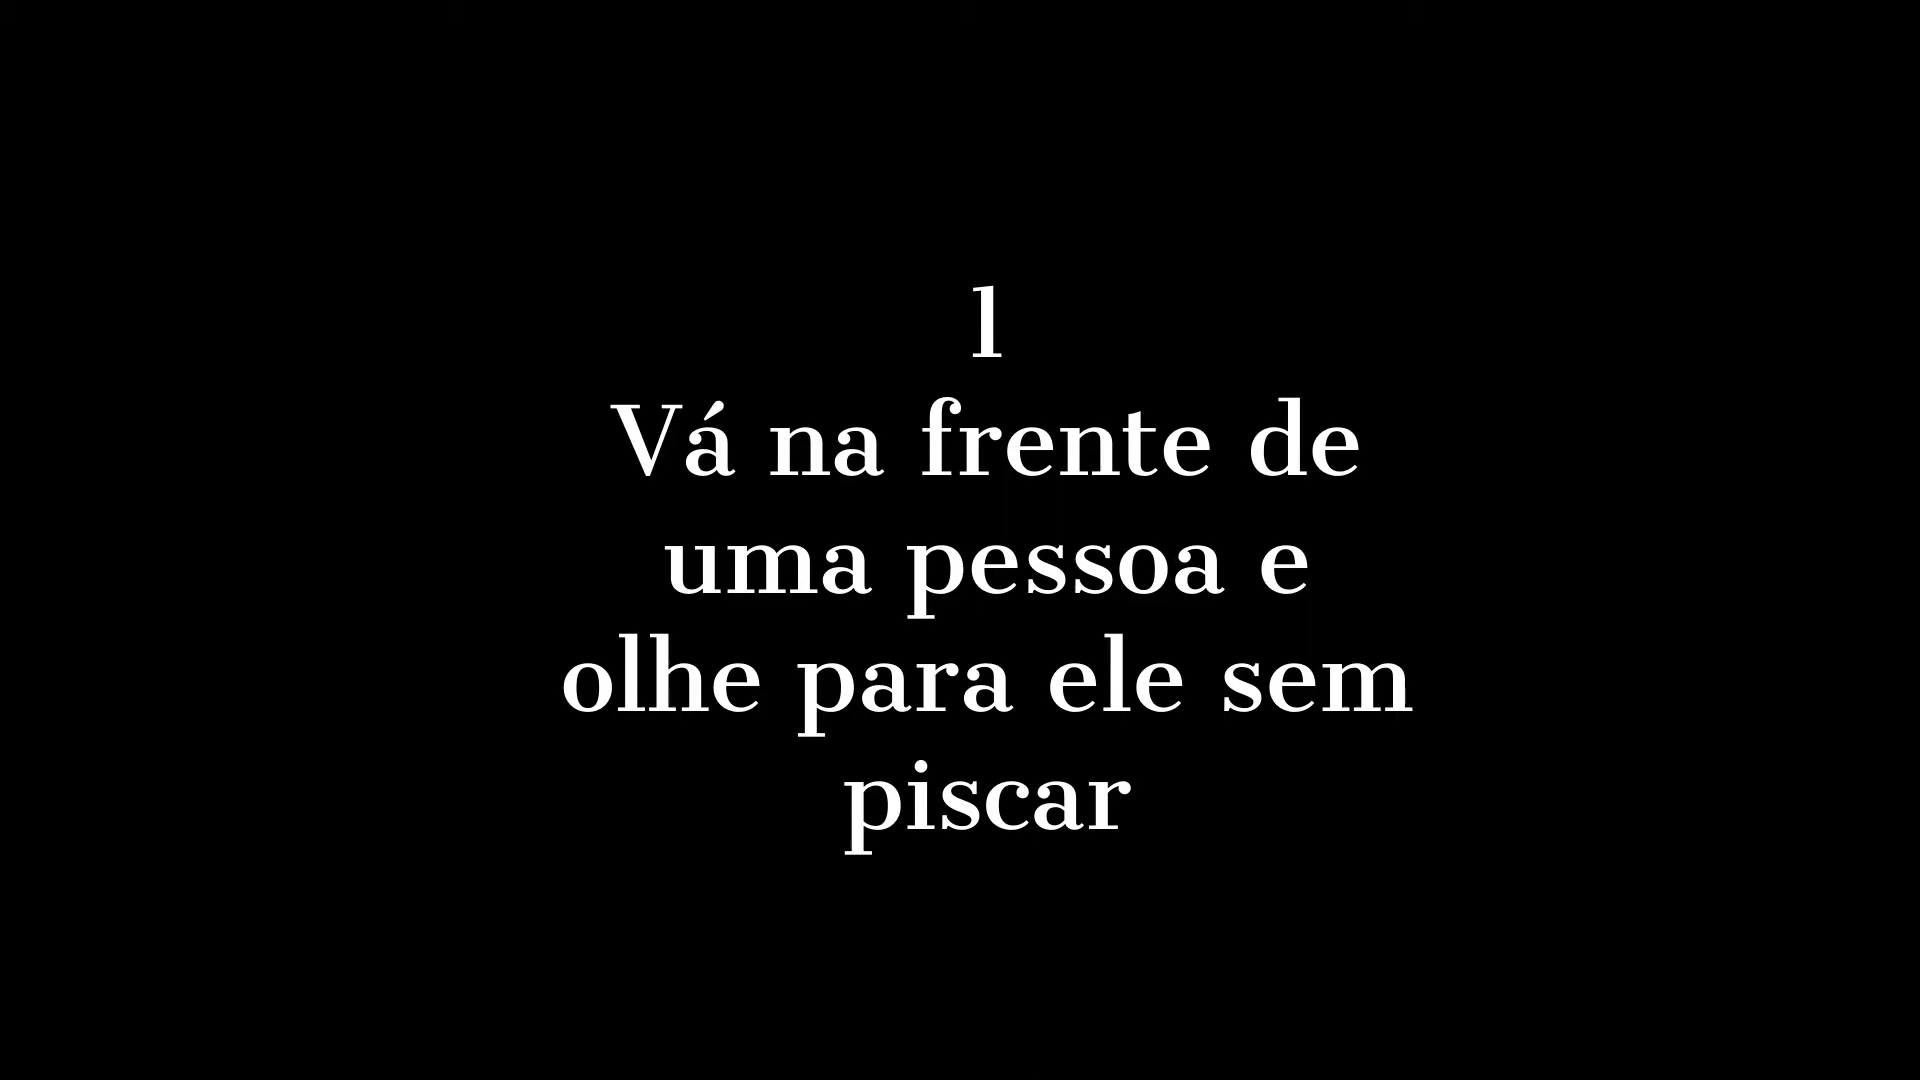 1
Vá na frente de
uma pessoa e
olhe para ele sem
piscar